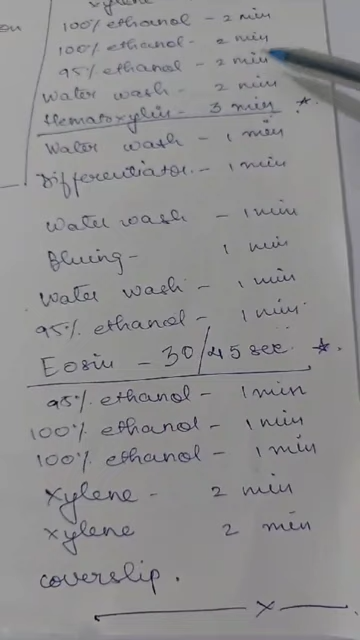 xylene
on
100% ethanol - 2 min
100% ethanol - 2 min
95% ethanol - 2 min
Water wash - 2 min
Hematoxylin - 3 min
Water wash - 1 min
Differentiator - 1 min
Water wash - 1 min
Bluing - 1 min
Water wash - 1 min
95% ethanol - 1 min
Eosin - 30/45 sec.
95% ethanol - 1 min
100% ethanol - 1 min
100% ethanol - 1 min
Xylene - 2 min
Xylene 2 min
coverslip.
x